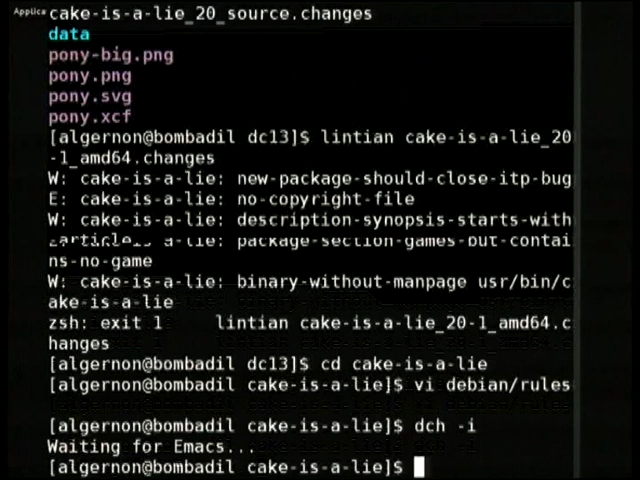 Applica
cake-is-a-lie_20_source.changes
data
pony-big.png
pony.png
pony.svg
pony.xcf
[algernon@bombadil dc13]$ lintian cake-is-a-lie_20
-1_amd64.changes
W: cake-is-a-lie: new-package-should-close-itp-bug
E: cake-is-a-lie: no-copyright-file
W: cake-is-a-lie: description-synopsis-starts-with
a-lie: package-section-games-but-contai
ns-no-game
W: cake-is-a-lie: binary-without-manpage usr/bin/c
ake-is-a-lie
zsh: exit 1 lintian cake-is-a-lie_20-1_amd64.c
hanges
[algernon@bombadil dc13]$ cd cake-is-a-lie
[algernon@bombadil cake-is-a-lie]$ vi debian/rules
[algernon@bombadil cake-is-a-lie]$ dch -i
Waiting for Emacs...
[algernon@bombadil cake-is-a-lie]$